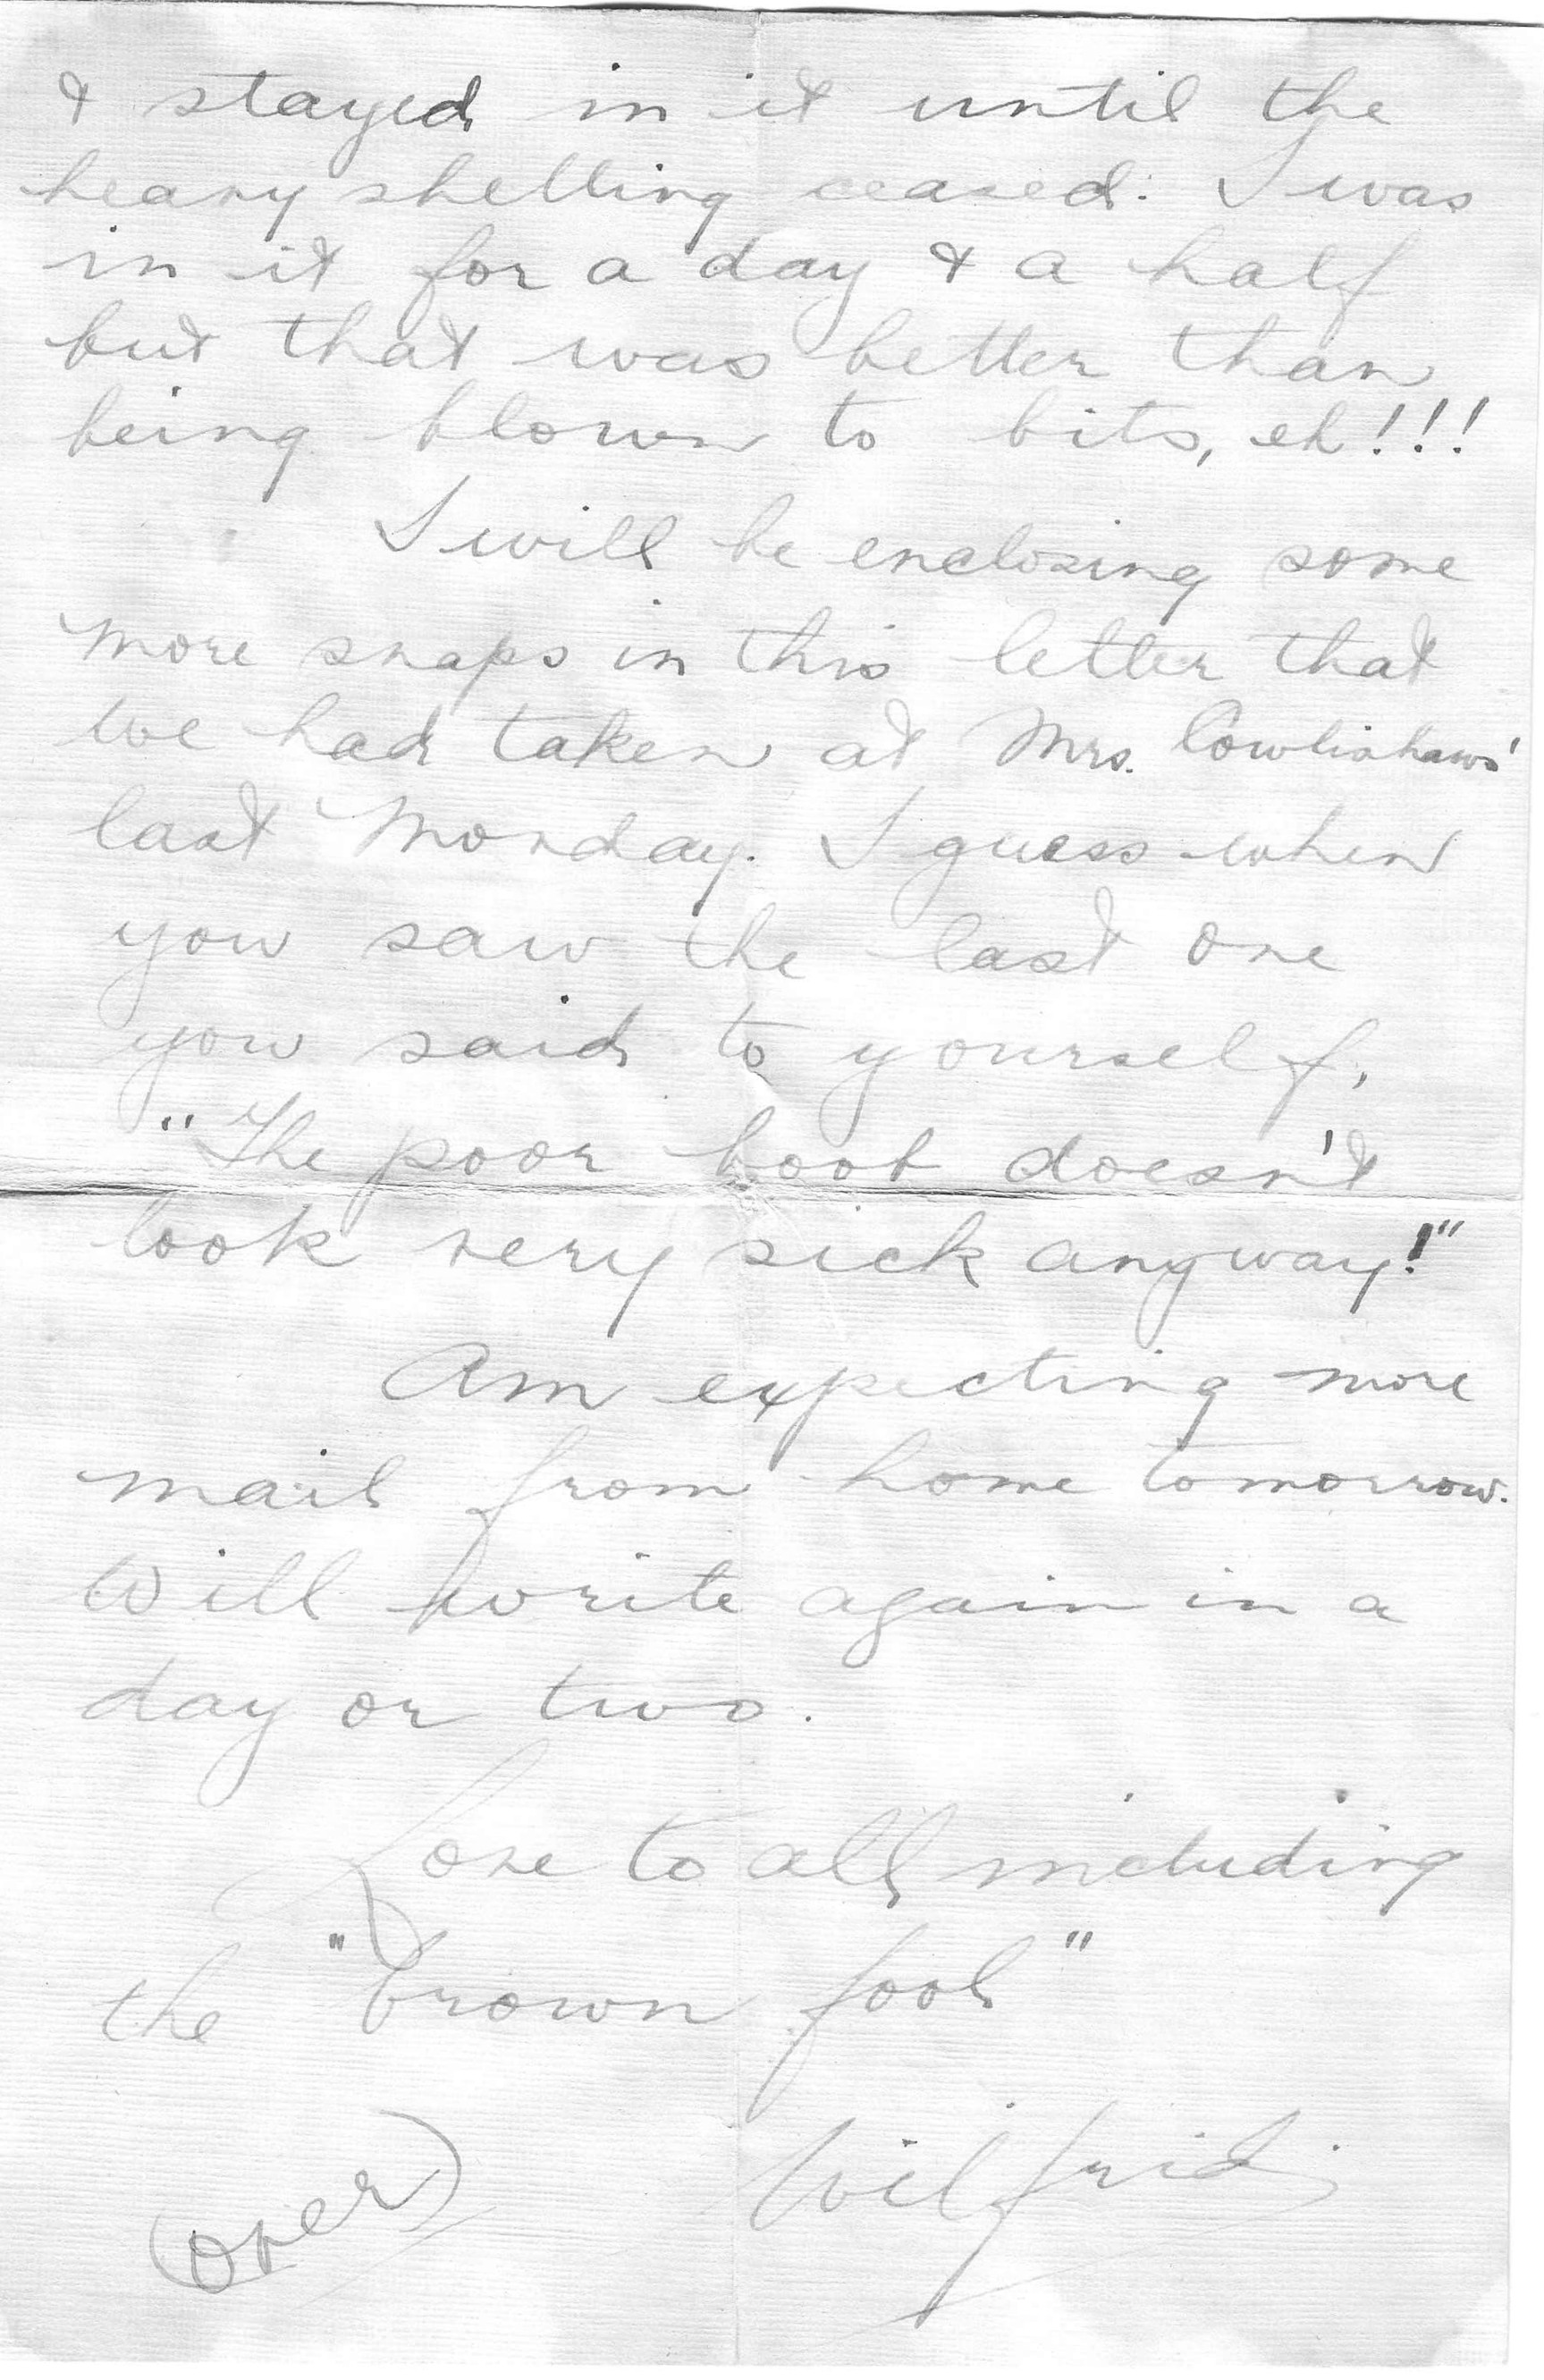 & stayed in it until the
heavy shelling ceased. I was
in it for a day & a half
but that was better than
being blown to bits, eh!!!
I will be enclosing some
more snaps in this letter that
we had taken at Mrs. Cowlishaws'
last Monday. I guess when
you saw the last one
you said to yourself,
"The poor boob doesn't
look very sick anyway!"
Am expecting more
mail from home tomorrow.
Will write again in a
day or two.
Love to all including
the "brown fool"
Wilfrid
(over)